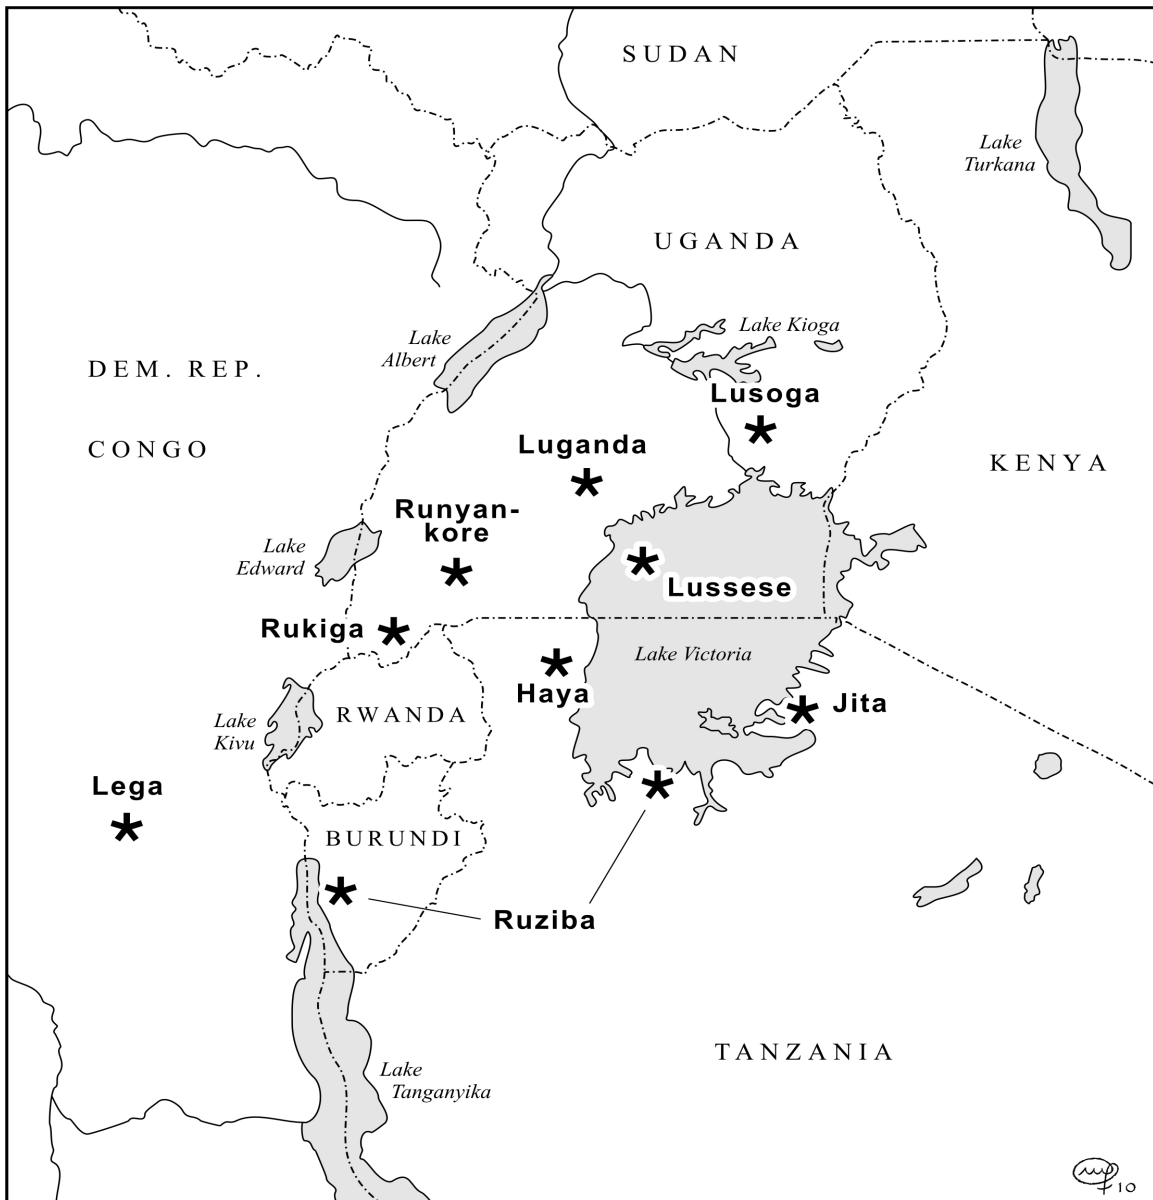 SUDAN
Lake
Turkana
UGANDA
Lake Kioga
Lake
Albert
DEM. REP.
CONGO
Lusoga
Luganda
KENYA
Runyan-
kore
Lake
Edward
Lussese
Rukiga
Lake Victoria
Haya
Jita
RWANDA
Lake
Kivu
Lega
BURUNDI
Ruziba
TANZANIA
Lake
Tanganyika
10